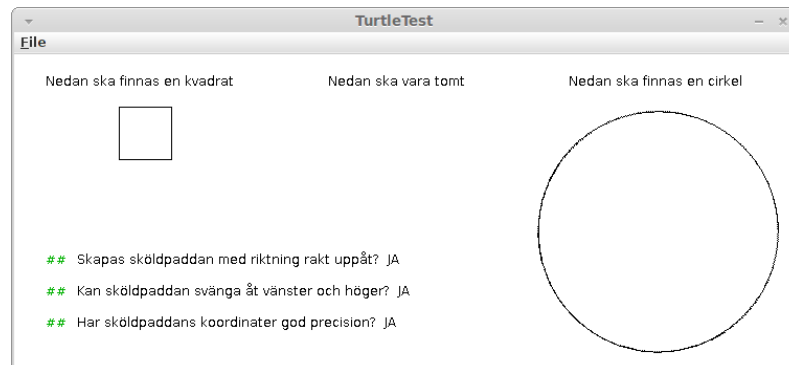 TurtleTest
File
Nedan ska finnas en kvadrat Nedan ska vara tomt Nedan ska finnas en cirkel
## Skapas sköldpaddan med riktning rakt uppåt? JA
## Kan sköldpaddan svänga åt vänster och höger? JA
## Har sköldpaddans koordinater god precision? JA